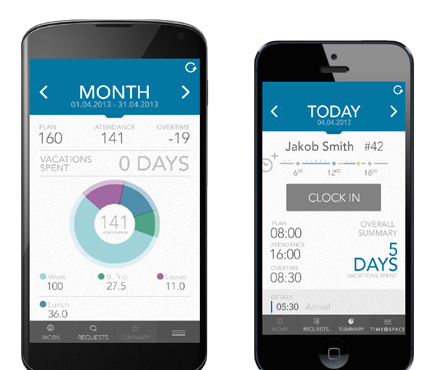 MONTH
01.04.2013 - 31.04.2013
PLAN ATENDANCE OVERTIME
160 141 -19
VACATIONS
SPENT
0 DAYS
141
Work B. Trip Leave
100 27.5 11.0
Lunch
36.0
WORK REQUESTS SUMMARY
TODAY
04.04.2013
Jakob Smith #42
6:00 12:00 18:00
CLOCK IN
PLAN
08:00
ATENDANCE
16:00
OVERTIME
08:30
OVERALL
SUMMARY
5
DAYS
VACATIONS SPENT
DETAILS
05:30 Arrival
WORK REQUESTS SUMMARY TIME@SPACE